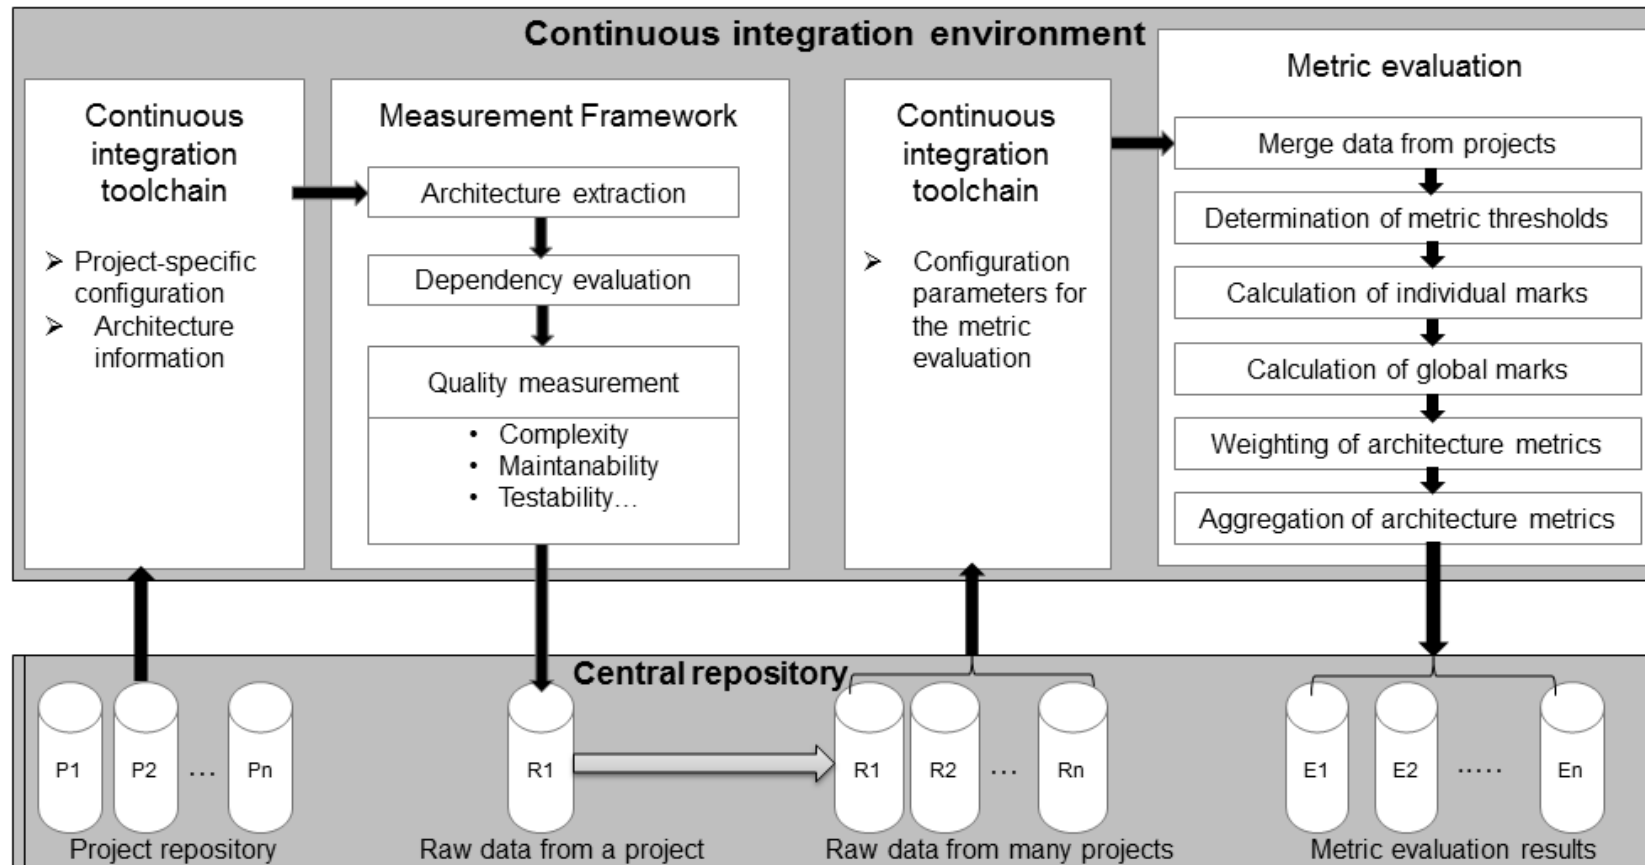 Continuous integration environment
Continuous
integration
toolchain
➢ Project-specific
configuration
➢ Architecture
information
Measurement Framework
Architecture extraction
Dependency evaluation
Quality measurement
• Complexity
• Maintanability
• Testability…
Continuous
integration
toolchain
➢ Configuration
parameters for
the metric
evaluation
Metric evaluation
Merge data from projects
Determination of metric thresholds
Calculation of individual marks
Calculation of global marks
Weighting of architecture metrics
Aggregation of architecture metrics
Central repository
P1 P2 ... Pn
R1
R1 R2 ... Rn
E1 E2 ..... En
Project repository
Raw data from a project
Raw data from many projects
Metric evaluation results